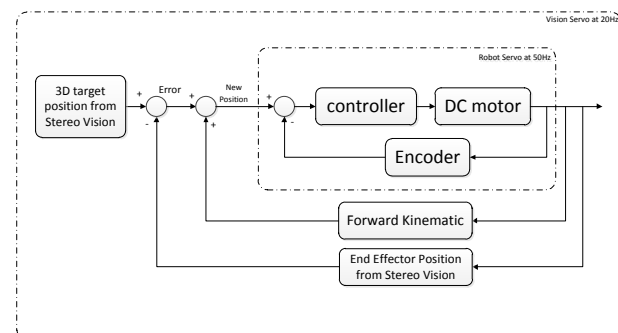 Vision Servo at 20Hz
Robot Servo at 50Hz
3D target
position from
Stereo Vision
+
-
Error
+
+
New
Position
+
-
controller
DC motor
Encoder
Forward Kinematic
End Effector Position
from Stereo Vision